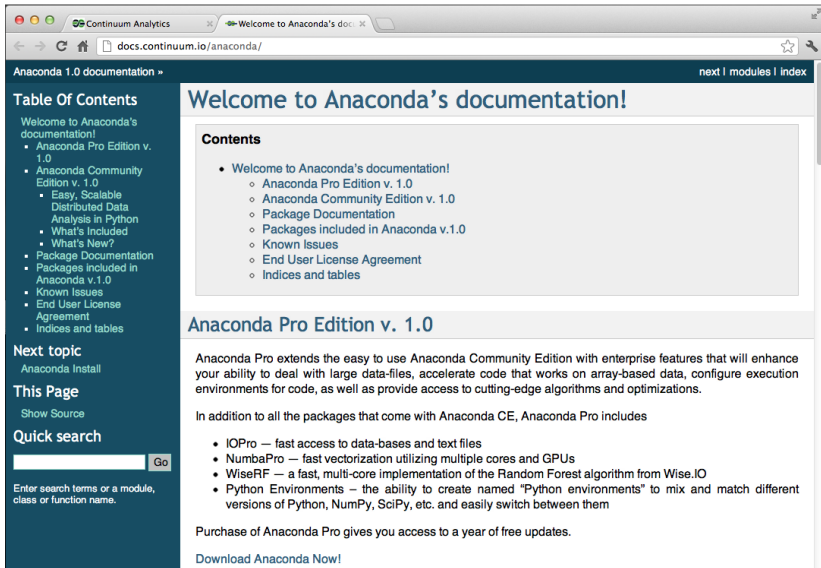 Continuum Analytics
Welcome to Anaconda's doc
docs.continuum.io/anaconda/
Anaconda 1.0 documentation »
next | modules | index
Table Of Contents
Welcome to Anaconda's
documentation!
Anaconda Pro Edition v.
1.0
Anaconda Community
Edition v. 1.0
Easy, Scalable
Distributed Data
Analysis in Python
What's Included
What's New?
Package Documentation
Packages included in
Anaconda v.1.0
Known Issues
End User License
Agreement
Indices and tables
Next topic
Anaconda Install
This Page
Show Source
Quick search
Go
Enter search terms or a module,
class or function name.
Welcome to Anaconda's documentation!
Contents
Welcome to Anaconda's documentation!
Anaconda Pro Edition v. 1.0
Anaconda Community Edition v. 1.0
Package Documentation
Packages included in Anaconda v.1.0
Known Issues
End User License Agreement
Indices and tables
Anaconda Pro Edition v. 1.0
Anaconda Pro extends the easy to use Anaconda Community Edition with enterprise features that will enhance
your ability to deal with large data-files, accelerate code that works on array-based data, configure execution
environments for code, as well as provide access to cutting-edge algorithms and optimizations.
In addition to all the packages that come with Anaconda CE, Anaconda Pro includes
IOPro — fast access to data-bases and text files
NumbaPro — fast vectorization utilizing multiple cores and GPUs
WiseRF — a fast, multi-core implementation of the Random Forest algorithm from Wise.IO
Python Environments – the ability to create named “Python environments” to mix and match different
versions of Python, NumPy, SciPy, etc. and easily switch between them
Purchase of Anaconda Pro gives you access to a year of free updates.
Download Anaconda Now!